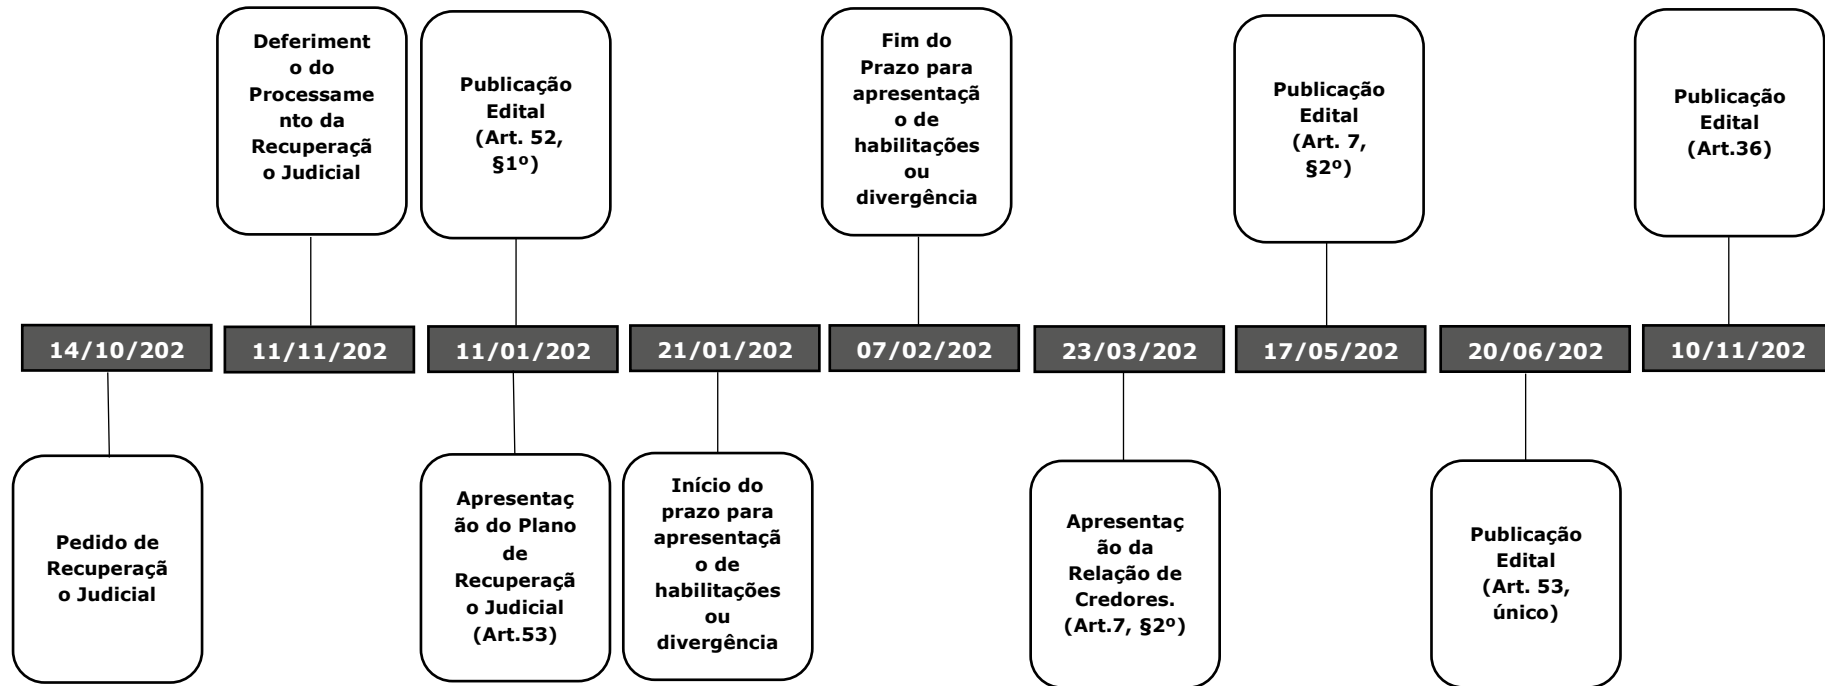 Deferiment
o do
Processame
nto da
Recuperaçã
o Judicial
Publicação
Edital
(Art. 52,
§1º)
Fim do
Prazo para
apresentaçã
o de
habilitações
ou
divergência
Publicação
Edital
(Art. 7,
§2º)
Publicação
Edital
(Art.36)
14/10/202
11/11/202
11/01/202
21/01/202
07/02/202
23/03/202
17/05/202
20/06/202
10/11/202
Pedido de
Recuperaçã
o Judicial
Apresentaç
ão do Plano
de
Recuperaçã
o Judicial
(Art.53)
Início do
prazo para
apresentaçã
o de
habilitações
ou
divergência
Apresentaç
ão da
Relação de
Credores.
(Art.7, §2º)
Publicação
Edital
(Art. 53,
único)